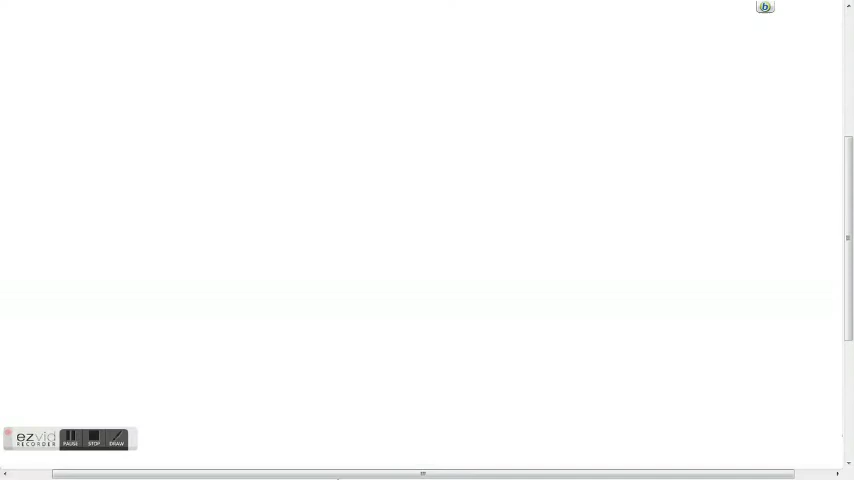 b
ezvid
RECORDER
PAUSE
STOP
DRAW